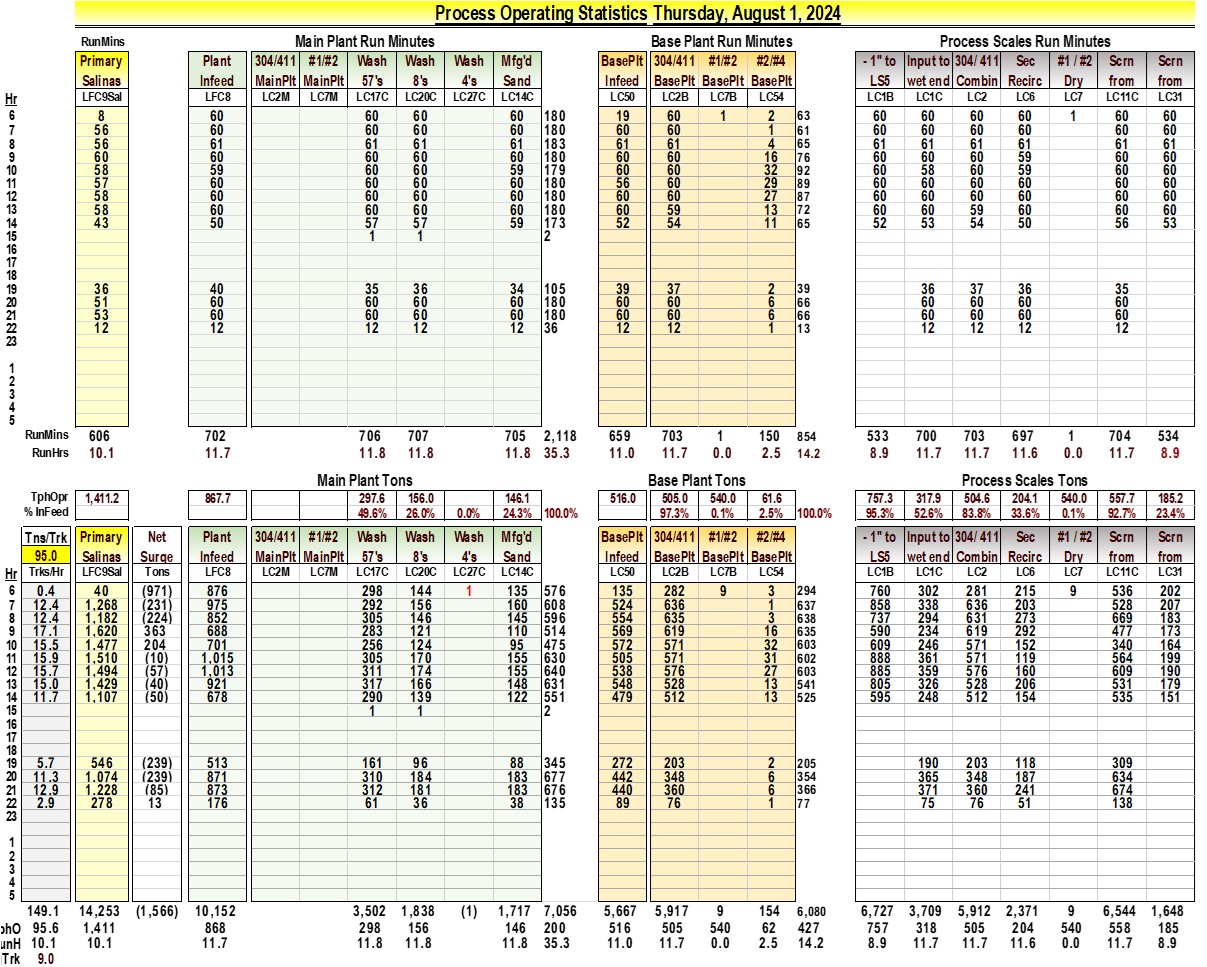 Process Operating Statistics Thursday, August 1, 2024
RunMins Main Plant Run Minutes Base Plant Run Minutes Process Scales Run Minutes
Primary Plant 304/411 #1/#2 Wash Wash Wash Mfg'd BasePlt 304/411 #1/#2 #2/#4 - 1" to Input to 304/ 411 Sec #1 / #2 Scrn Scrn
Salinas Infeed MainPlt MainPlt 57's 8's 4's Sand Infeed BasePlt BasePlt BasePlt LS5 wet end Combin Recirc Dry from from
Hr LFC9Sal LFC8 LC2M LC7M LC17C LC20C LC27C LC14C LC50 LC2B LC7B LC54 LC1B LC1C LC2 LC6 LC7 LC11C LC31
6 8 60 60 60 60 180 19 60 1 2 63 60 60 60 60 1 60 60
7 56 60 60 60 60 180 60 60 1 61 60 60 60 60 60 60
8 56 61 61 61 61 183 61 61 4 65 61 61 61 61 61 61
9 60 60 60 60 60 180 60 60 16 76 60 60 60 59 60 60
10 58 59 60 60 59 179 60 60 32 92 60 58 60 59 60 60
11 57 60 60 60 60 180 56 60 29 89 60 60 60 60 60 60
12 58 60 60 60 60 180 60 60 27 87 60 60 60 60 60 60
13 58 60 60 60 60 180 60 59 13 72 60 60 59 60 60 60
14 43 50 57 57 59 173 52 54 11 65 52 53 54 50 56 53
15 1 1 2
16
17
18
19 36 40 35 36 34 105 39 37 2 39 36 37 36 35
20 51 60 60 60 60 180 60 60 6 66 60 60 60 60
21 53 60 60 60 60 180 60 60 6 66 60 60 60 60
22 12 12 12 12 12 36 12 12 1 13 12 12 12 12
23
1
2
3
4
5
RunMins 606 702 706 707 705 2,118 659 703 1 150 854 533 700 703 697 1 704 534
RunHrs 10.1 11.7 11.8 11.8 11.8 35.3 11.0 11.7 0.0 2.5 14.2 8.9 11.7 11.7 11.6 0.0 11.7 8.9
Main Plant Tons Base Plant Tons Process Scales Tons
TphOpr 1,411.2 867.7 297.6 156.0 146.1 516.0 505.0 540.0 61.6 757.3 317.9 504.6 204.1 540.0 557.7 185.2
% InFeed 49.6% 26.0% 0.0% 24.3% 100.0% 97.3% 0.1% 2.5% 100.0% 95.3% 52.6% 83.8% 33.6% 0.1% 92.7% 23.4%
Tns/Trk Primary Net Plant 304/411 #1/#2 Wash Wash Wash Mfg'd BasePlt 304/411 #1/#2 #2/#4 - 1" to Input to 304/ 411 Sec #1 / #2 Scrn Scrn
95.0 Salinas Surge Infeed MainPlt MainPlt 57's 8's 4's Sand Infeed BasePlt BasePlt BasePlt LS5 wet end Combin Recirc Dry from from
Hr Trks/Hr LFC9Sal Tons LFC8 LC2M LC7M LC17C LC20C LC27C LC14C LC50 LC2B LC7B LC54 LC1B LC1C LC2 LC6 LC7 LC11C LC31
6 0.4 40 (971) 876 298 144 1 135 576 135 282 9 3 294 760 302 281 215 9 536 202
7 12.4 1,268 (231) 975 292 156 160 608 524 636 1 637 858 338 636 203 528 207
8 12.4 1,182 (224) 852 305 146 145 596 554 635 3 638 737 294 631 273 669 183
9 17.1 1,620 363 688 283 121 110 514 569 619 16 635 590 234 619 292 477 173
10 15.5 1,477 204 701 256 124 95 475 572 571 32 603 609 246 571 152 340 164
11 15.9 1,510 (10) 1,015 305 170 155 630 505 571 31 602 888 361 571 119 564 199
12 15.7 1,494 (57) 1,013 311 174 155 640 538 576 27 603 885 359 576 160 609 190
13 15.0 1,429 (40) 921 317 166 148 631 548 528 13 541 805 326 528 206 531 179
14 11.7 1,107 (50) 678 290 139 122 551 479 512 13 525 595 248 512 154 535 151
15 1 1 2
16
17
18
19 5.7 546 (239) 513 161 96 88 345 272 203 2 205 190 203 118 309
20 11.3 1,074 (239) 871 310 184 183 677 442 348 6 354 365 348 187 634
21 12.9 1,228 (85) 873 312 181 183 676 440 360 6 366 371 360 241 674
22 2.9 278 13 176 61 36 38 135 89 76 1 77 75 76 51 138
23
1
2
3
4
5
149.1 14,253 (1,566) 10,152 3,502 1,838 (1) 1,717 7,056 5,667 5,917 9 154 6,080 6,727 3,709 5,912 2,371 9 6,544 1,648
phO 95.6 1,411 868 298 156 146 200 516 505 540 62 427 757 318 505 204 540 558 185
unH 10.1 10.1 11.7 11.8 11.8 11.8 35.3 11.0 11.7 0.0 2.5 14.2 8.9 11.7 11.7 11.6 0.0 11.7 8.9
Trk 9.0